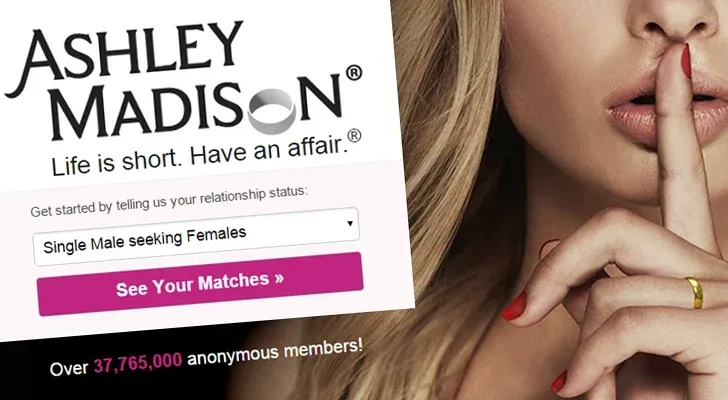 ASHLEY
MADISON®
Life is short. Have an affair.®
Get started by telling us your relationship status:
Single Male seeking Females
See Your Matches »
Over 37,765,000 anonymous members!